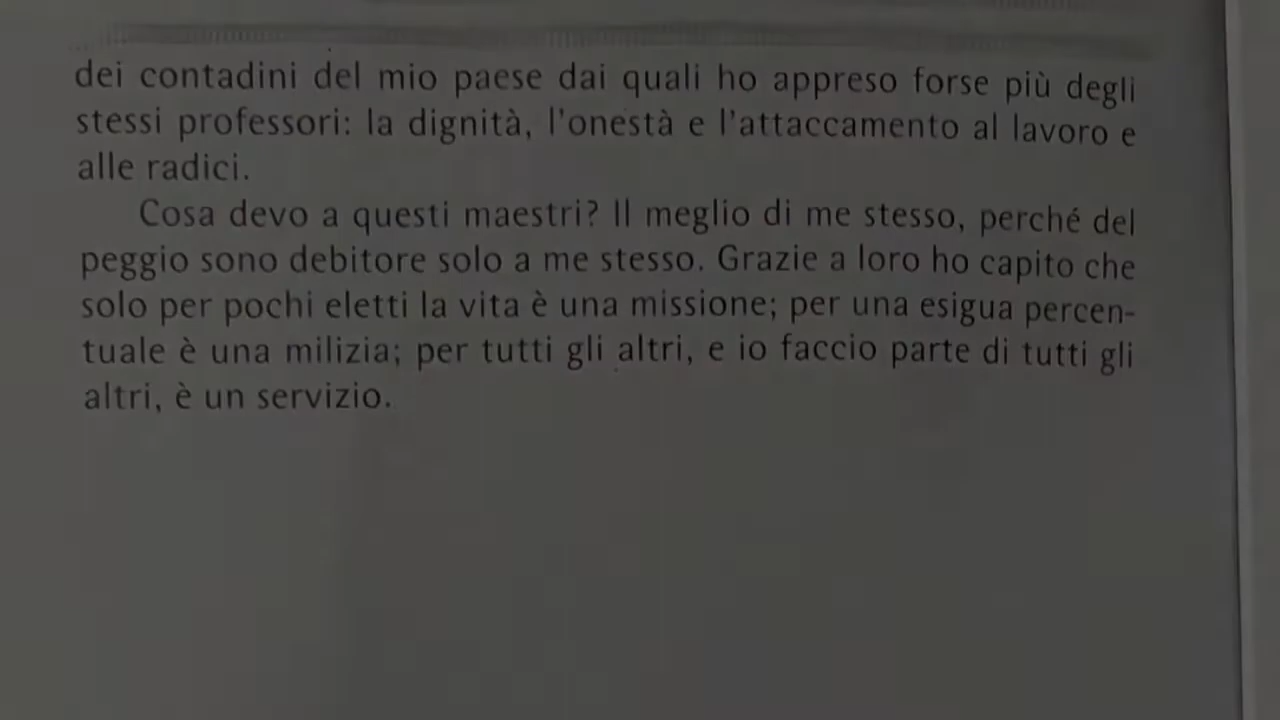 dei contadini del mio paese dai quali ho appreso forse più degli
stessi professori: la dignità, l'onestà e l'attaccamento al lavoro e
alle radici.
Cosa devo a questi maestri? Il meglio di me stesso, perché del
peggio sono debitore solo a me stesso. Grazie a loro ho capito che
solo per pochi eletti la vita è una missione; per una esigua percen-
tuale è una milizia; per tutti gli altri, e io faccio parte di tutti gli
altri, è un servizio.